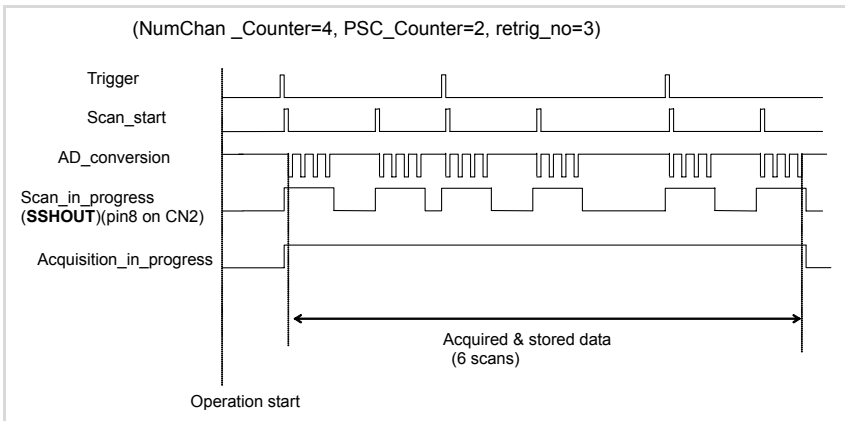 (NumChan _Counter=4, PSC_Counter=2, retrig_no=3)
Trigger
Scan_start
AD_conversion
Scan_in_progress
(SSHOUT)(pin8 on CN2)
Acquisition_in_progress
Acquired & stored data
(6 scans)
Operation start